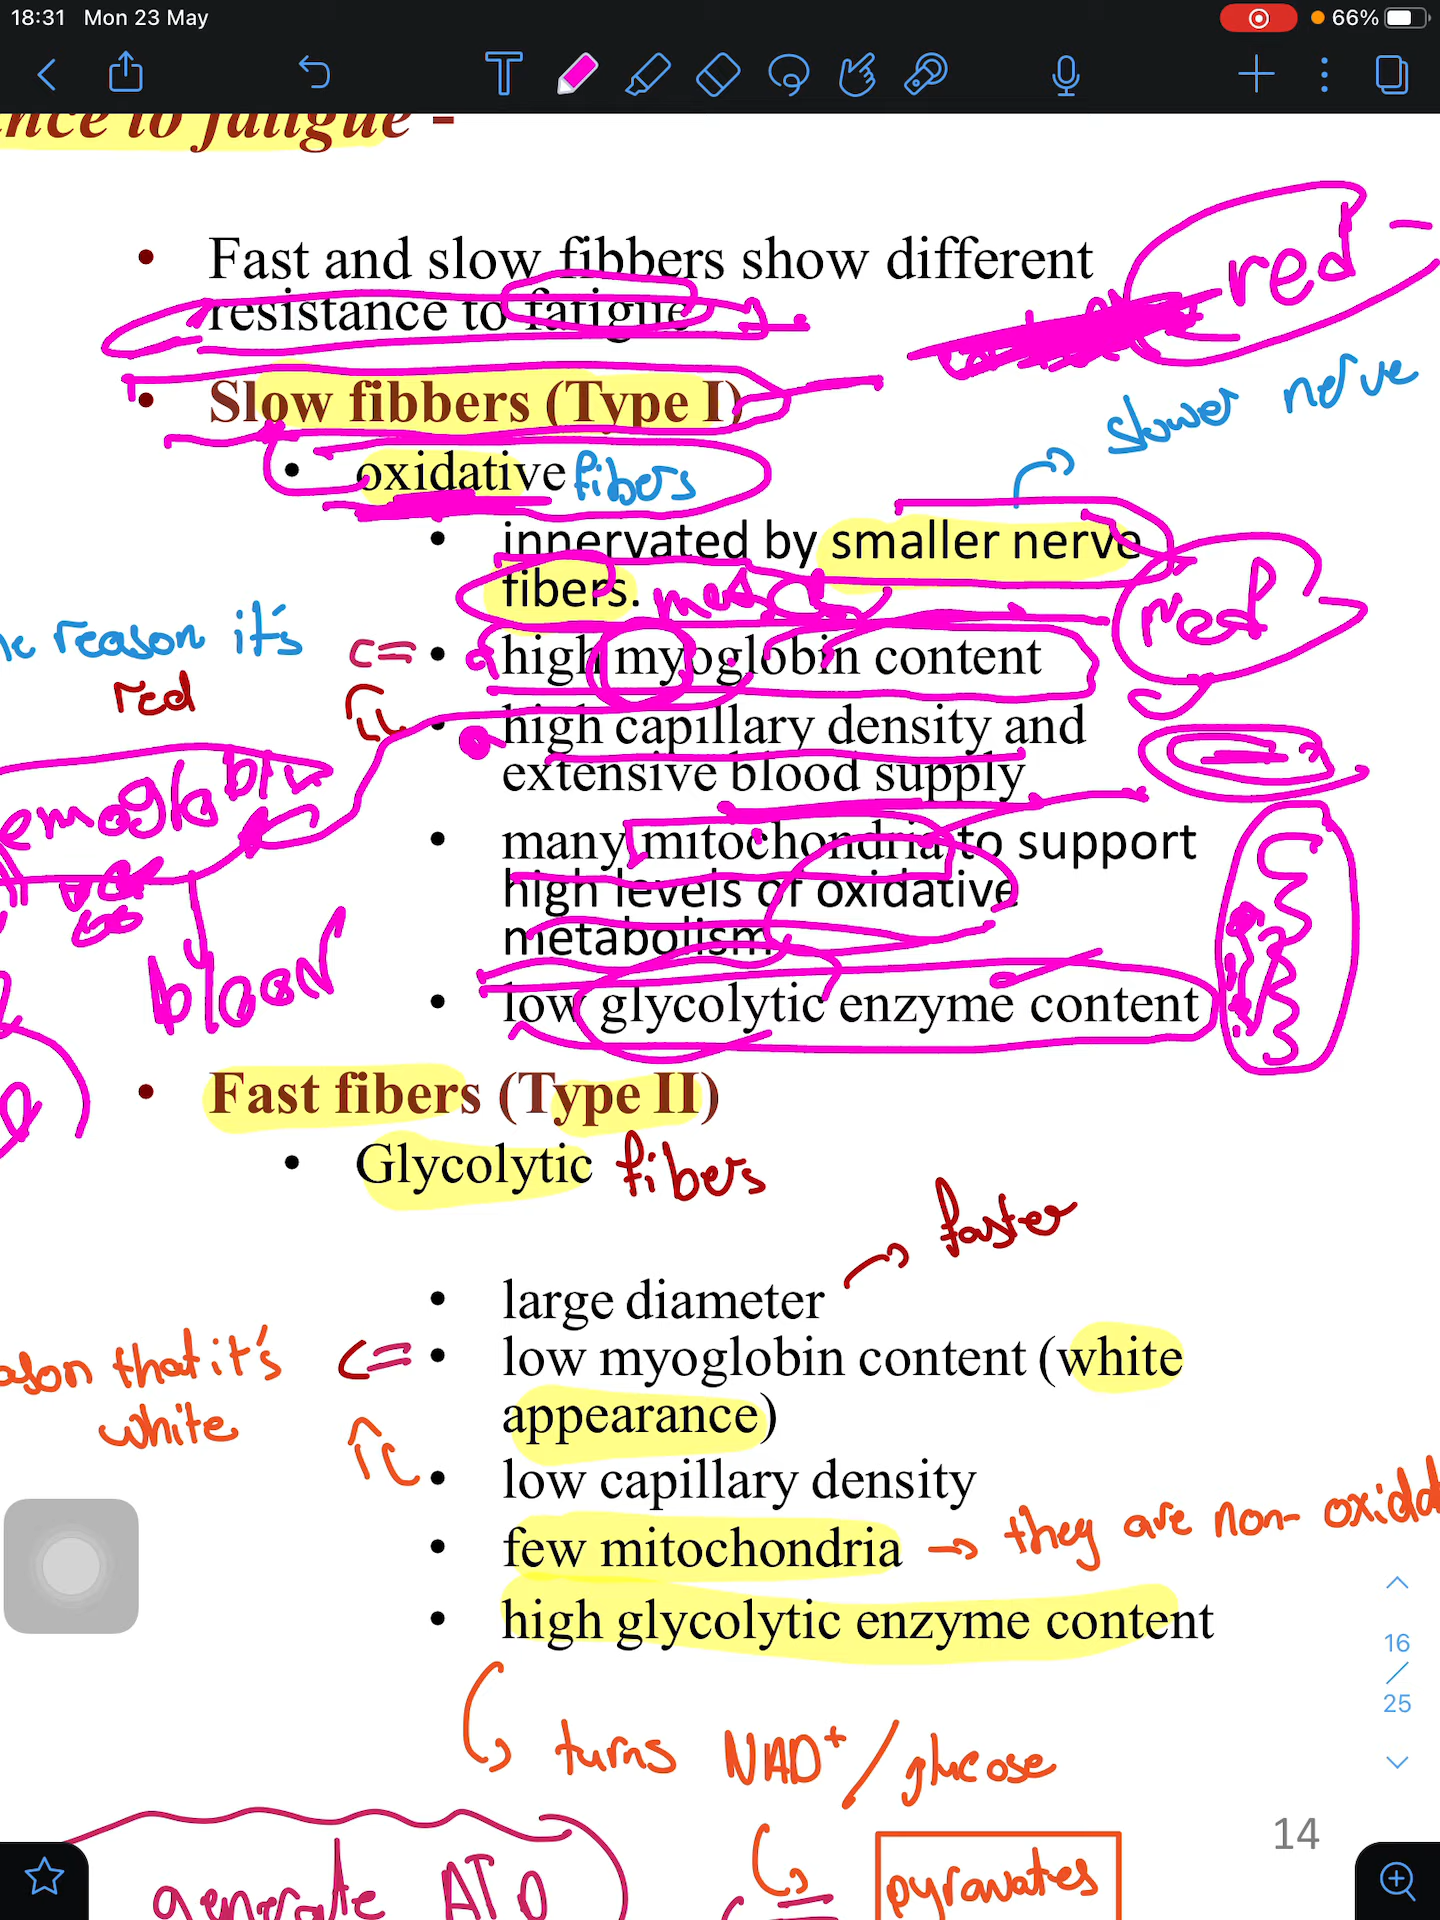 18:31 Mon 23 May
66%
resistance to fatigue -
• Fast and slow fibbers show different
resistance to fatigue
red
• Slow fibbers (Type I)
slower nerve
• oxidative fibers
• innervated by smaller nerve
fibers.
reason it's
red
• high myoglobin content
red
• high capillary density and
extensive blood supply
• many mitochondria to support
high levels of oxidative
metabolism
blood
• low glycolytic enzyme content
• Fast fibers (Type II)
• Glycolytic fibers
faster
• large diameter
that it's
white
• low myoglobin content (white
appearance)
• low capillary density
• few mitochondria → they are non-
• high glycolytic enzyme content
16
/
25
turns NAD+/glucose
14
generate ATP
pyruvates